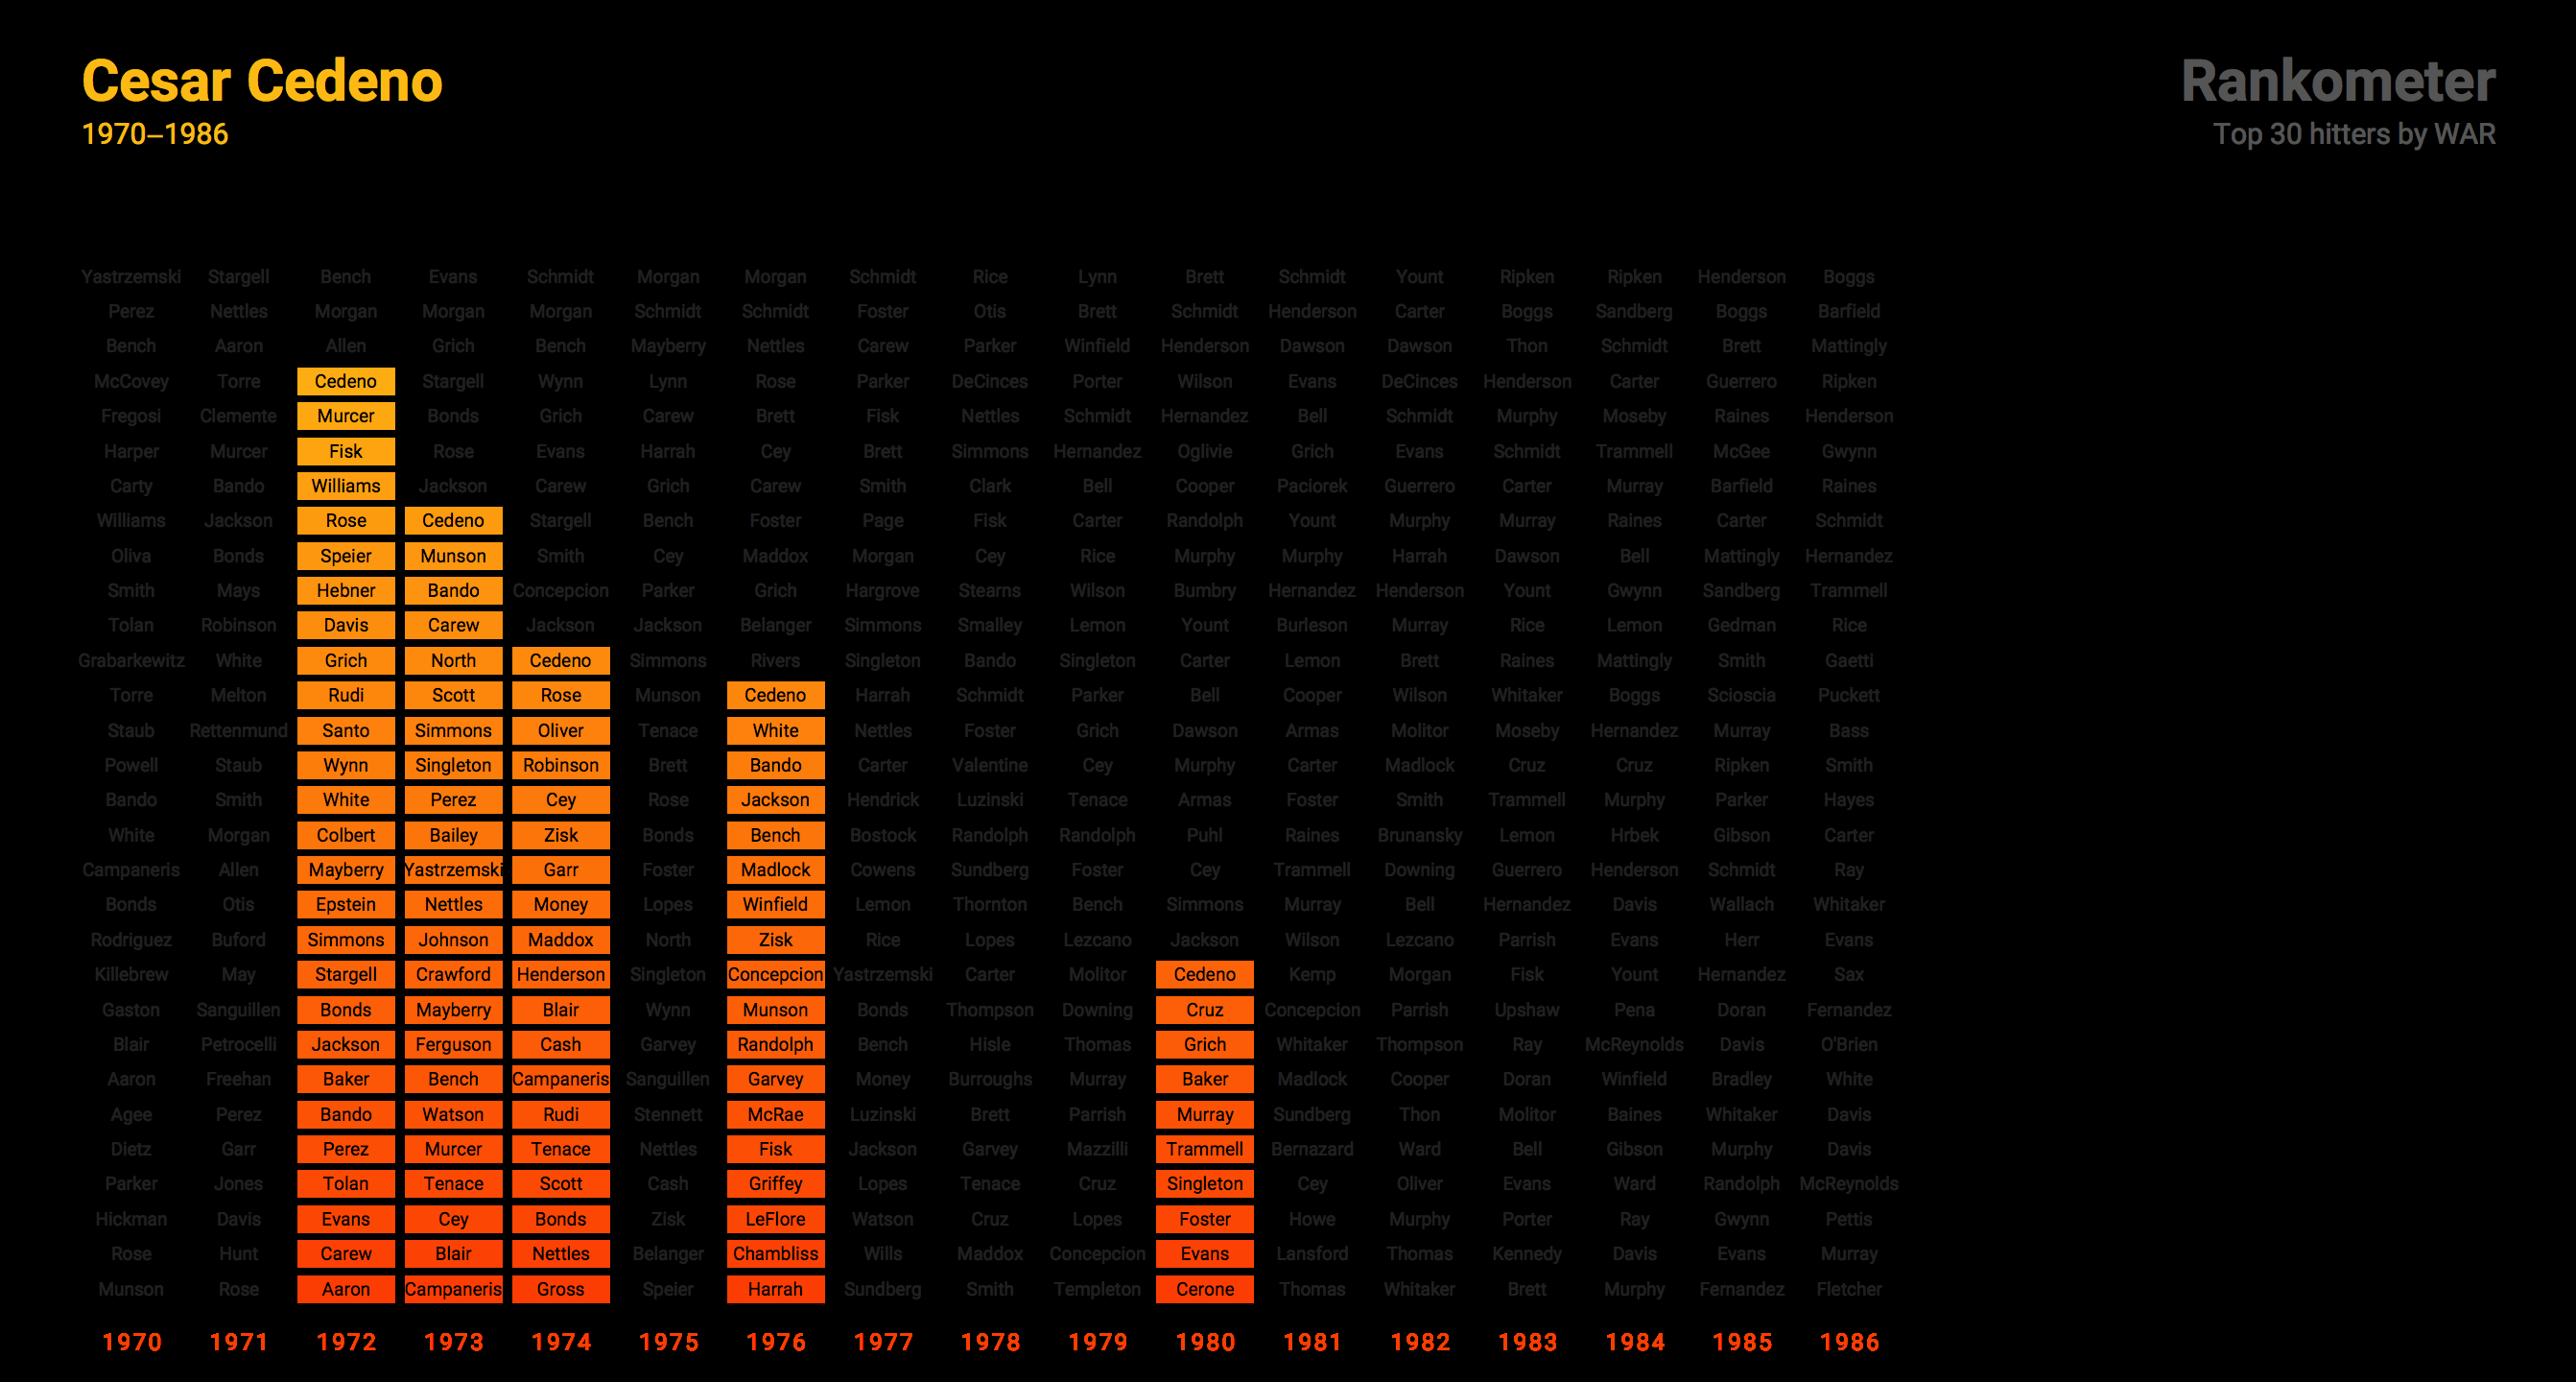 Cesar Cedeno
1970–1986
Rankometer
Top 30 hitters by WAR
Yastrzemski Stargell Bench Evans Schmidt Morgan Morgan Schmidt Rice Lynn Brett Schmidt Yount Ripken Ripken Henderson Boggs
Perez Nettles Morgan Morgan Morgan Schmidt Schmidt Foster Otis Brett Schmidt Henderson Carter Boggs Sandberg Boggs Barfield
Bench Aaron Allen Grich Bench Mayberry Nettles Carew Parker Winfield Henderson Dawson Dawson Thon Schmidt Brett Mattingly
McCovey Torre Cedeno Stargell Wynn Lynn Rose Parker DeCinces Porter Wilson Evans DeCinces Henderson Carter Guerrero Ripken
Fregosi Clemente Murcer Bonds Grich Carew Brett Fisk Nettles Schmidt Hernandez Bell Schmidt Murphy Moseby Raines Henderson
Harper Murcer Fisk Rose Evans Harrah Cey Brett Simmons Hernandez Oglivie Grich Evans Schmidt Trammell McGee Gwynn
Carty Bando Williams Jackson Carew Grich Carew Smith Clark Bell Cooper Paciorek Guerrero Carter Murray Barfield Raines
Williams Jackson Rose Cedeno Stargell Bench Foster Page Fisk Carter Randolph Yount Murphy Murray Raines Carter Schmidt
Oliva Bonds Speier Munson Smith Cey Maddox Morgan Cey Rice Murphy Murphy Harrah Dawson Bell Mattingly Hernandez
Smith Mays Hebner Bando Concepcion Parker Grich Hargrove Stearns Wilson Bumbry Hernandez Henderson Yount Gwynn Sandberg Trammell
Tolan Robinson Davis Carew Jackson Jackson Belanger Simmons Smalley Lemon Yount Burleson Murray Rice Lemon Gedman Rice
Grabarkewitz White Grich North Cedeno Simmons Rivers Singleton Bando Singleton Carter Lemon Brett Raines Mattingly Smith Gaetti
Torre Melton Rudi Scott Rose Munson Cedeno Harrah Schmidt Parker Bell Cooper Wilson Whitaker Boggs Scioscia Puckett
Staub Rettenmund Santo Simmons Oliver Tenace White Nettles Foster Grich Dawson Armas Molitor Moseby Hernandez Murray Bass
Powell Staub Wynn Singleton Robinson Brett Bando Carter Valentine Cey Murphy Carter Madlock Cruz Cruz Ripken Smith
Bando Smith White Perez Cey Rose Jackson Hendrick Luzinski Tenace Armas Foster Smith Trammell Murphy Parker Hayes
White Morgan Colbert Bailey Zisk Bonds Bench Bostock Randolph Randolph Puhl Raines Brunansky Lemon Hrbek Gibson Carter
Campaneris Allen Mayberry Yastrzemski Garr Foster Madlock Cowens Sundberg Foster Cey Trammell Downing Guerrero Henderson Schmidt Ray
Bonds Otis Epstein Nettles Money Lopes Winfield Lemon Thornton Bench Simmons Murray Bell Hernandez Davis Wallach Whitaker
Rodriguez Buford Simmons Johnson Maddox North Zisk Rice Lopes Lezcano Jackson Wilson Lezcano Parrish Evans Herr Evans
Killebrew May Stargell Crawford Henderson Singleton Concepcion Yastrzemski Carter Molitor Cedeno Kemp Morgan Fisk Yount Hernandez Sax
Gaston Sanguillen Bonds Mayberry Blair Wynn Munson Bonds Thompson Downing Cruz Concepcion Parrish Upshaw Pena Doran Fernandez
Blair Petrocelli Jackson Ferguson Cash Garvey Randolph Bench Hisle Thomas Grich Whitaker Thompson Ray McReynolds Davis O'Brien
Aaron Freehan Baker Bench Campaneris Sanguillen Garvey Money Burroughs Murray Baker Madlock Cooper Doran Winfield Bradley White
Agee Perez Bando Watson Rudi Stennett McRae Luzinski Brett Parrish Murray Sundberg Thon Molitor Baines Whitaker Davis
Dietz Garr Perez Murcer Tenace Nettles Fisk Jackson Garvey Mazzilli Trammell Bernazard Ward Bell Gibson Murphy Davis
Parker Jones Tolan Tenace Scott Cash Griffey Lopes Tenace Cruz Singleton Cey Oliver Evans Ward Randolph McReynolds
Hickman Davis Evans Cey Bonds Zisk LeFlore Watson Cruz Lopes Foster Howe Murphy Porter Ray Gwynn Pettis
Rose Hunt Carew Blair Nettles Belanger Chambliss Wills Maddox Concepcion Evans Lansford Thomas Kennedy Davis Evans Murray
Munson Rose Aaron Campaneris Gross Speier Harrah Sundberg Smith Templeton Cerone Thomas Whitaker Brett Murphy Fernandez Fletcher
1970 1971 1972 1973 1974 1975 1976 1977 1978 1979 1980 1981 1982 1983 1984 1985 1986